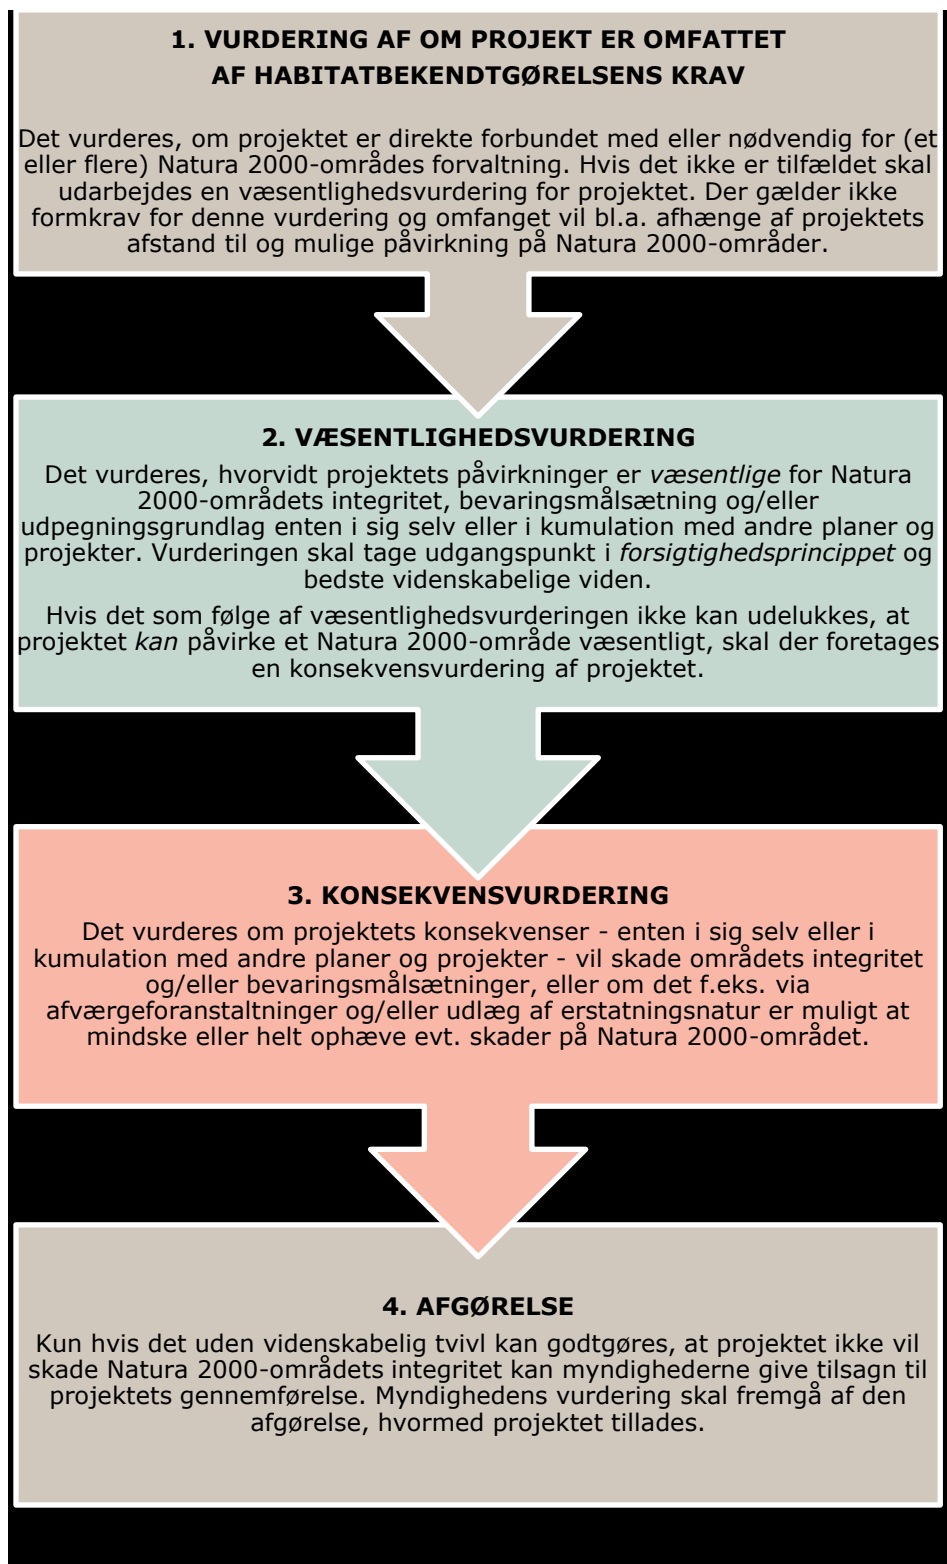 1. VURDERING AF OM PROJEKT ER OMFATTET
AF HABITATBEKENDTGØRELSENS KRAV
Det vurderes, om projektet er direkte forbundet med eller nødvendig for (et
eller flere) Natura 2000-områdes forvaltning. Hvis det ikke er tilfældet skal
udarbejdes en væsentlighedsvurdering for projektet. Der gælder ikke
formkrav for denne vurdering og omfanget vil bl.a. afhænge af projektets
afstand til og mulige påvirkning på Natura 2000-områder.
2. VÆSENTLIGHEDSVURDERING
Det vurderes, hvorvidt projektets påvirkninger er væsentlige for Natura
2000-områdets integritet, bevaringsmålsætning og/eller
udpegningsgrundlag enten i sig selv eller i kumulation med andre planer og
projekter. Vurderingen skal tage udgangspunkt i forsigtighedsprincippet og
bedste videnskabelige viden.
Hvis det som følge af væsentlighedsvurderingen ikke kan udelukkes, at
projektet kan påvirke et Natura 2000-område væsentligt, skal der foretages
en konsekvensvurdering af projektet.
3. KONSEKVENSVURDERING
Det vurderes om projektets konsekvenser - enten i sig selv eller i
kumulation med andre planer og projekter - vil skade områdets integritet
og/eller bevaringsmålsætninger, eller om det f.eks. via
afværgeforanstaltninger og/eller udlæg af erstatningsnatur er muligt at
mindske eller helt ophæve evt. skader på Natura 2000-området.
4. AFGØRELSE
Kun hvis det uden videnskabelig tvivl kan godtgøres, at projektet ikke vil
skade Natura 2000-områdets integritet kan myndighederne give tilsagn til
projektets gennemførelse. Myndighedens vurdering skal fremgå af den
afgørelse, hvormed projektet tillades.